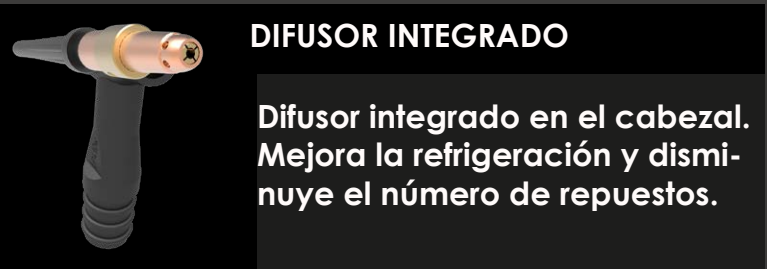 DIFUSOR INTEGRADO
Difusor integrado en el cabezal.
Mejora la refrigeración y dismi-
nuye el número de repuestos.